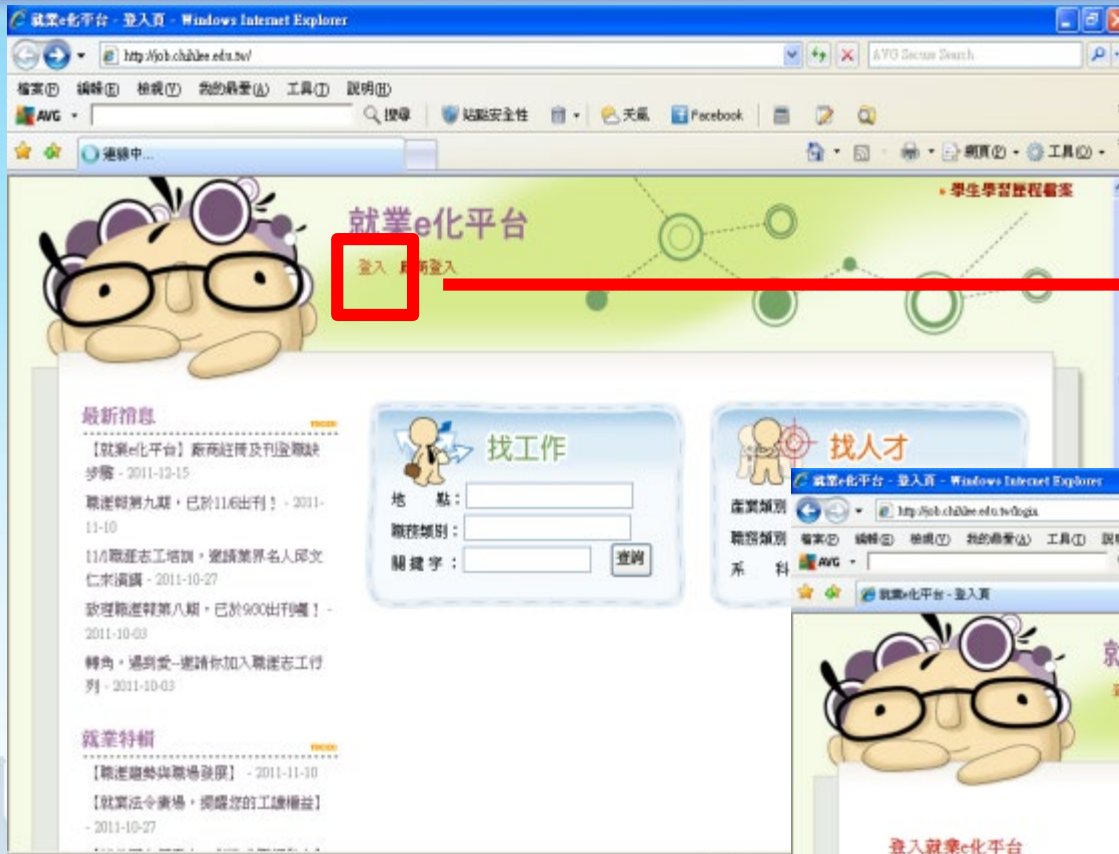 就業e化平台 - 登入頁 - Windows Internet Explorer
http://job.chihlee.edu.tw/
AVG Secure Search
檔案(F) 編輯(E) 檢視(V) 我的最愛(A) 工具(T) 說明(H)
AVG 搜尋 站點安全性 天氣 Facebook
連線中...
網頁(P) 工具(O)
學生學習歷程檔案
就業e化平台
登入 廠商登入
最新消息
more
【就業e化平台】廠商註冊及刊登職缺
步驟 - 2011-12-15
職涯報第九期，已於11/6出刊！ - 2011-
11-10
職涯志工培訓，邀請業界名人邱文
仁來演講 - 2011-10-27
致理職涯報第八期，已於9/30出刊囉！ -
2011-10-03
轉角，遇到愛--邀請你加入職涯志工行
列 - 2011-10-03
就業特輯
more
【職涯趨勢與職場發展】 - 2011-11-10
【就業法令廣場，提醒您的工讀權益】
- 2011-10-27
找工作
地 點：
職務類別：
關鍵字：
查詢
找人才
產業類別
職務類別
系 科
就業e化平台 - 登入頁 - Windows Internet Explorer
http://job.chihlee.edu.tw/login
檔案(F) 編輯(E) 檢視(V) 我的最愛(A) 工具(T)
AVG
就業e化平台 - 登入頁
登入就業e化平台